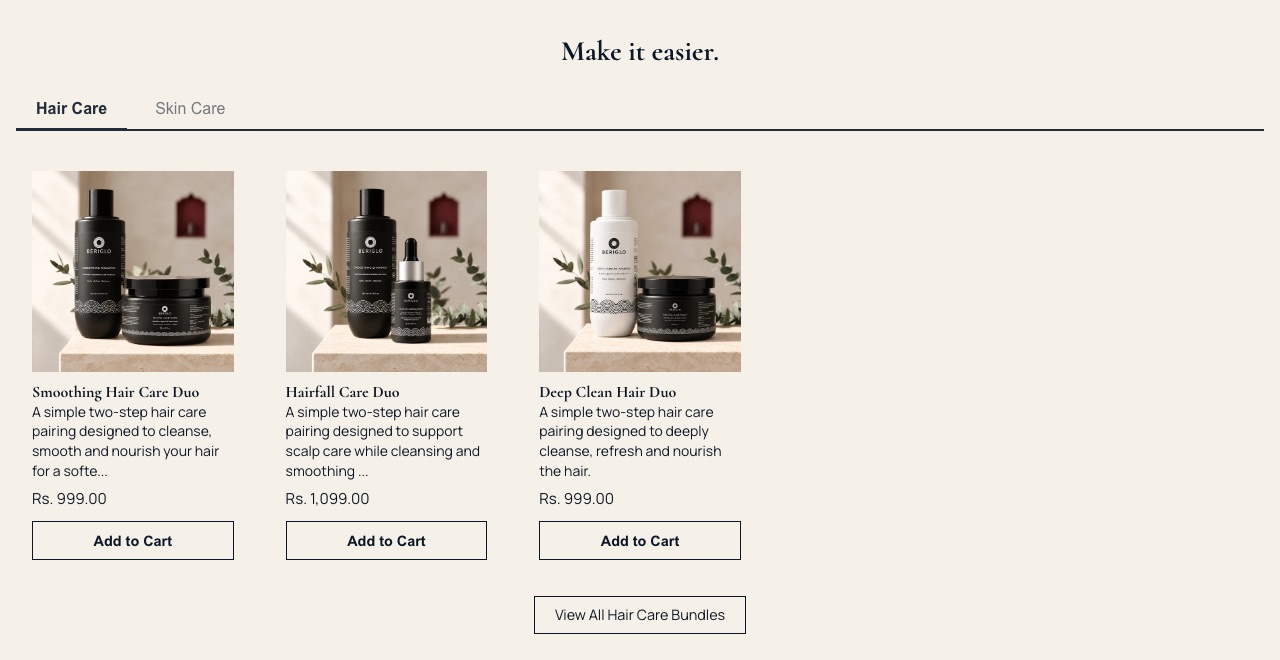 Make it easier.
Hair Care
Skin Care
BERIGLO
BERIGLO
BERIGLO
Smoothing Hair Care Duo
A simple two-step hair care
pairing designed to cleanse,
smooth and nourish your hair
for a softe...
Rs. 999.00
Add to Cart
Hairfall Care Duo
A simple two-step hair care
pairing designed to support
scalp care while cleansing and
smoothing ...
Rs. 1,099.00
Add to Cart
Deep Clean Hair Duo
A simple two-step hair care
pairing designed to deeply
cleanse, refresh and nourish
the hair.
Rs. 999.00
Add to Cart
View All Hair Care Bundles